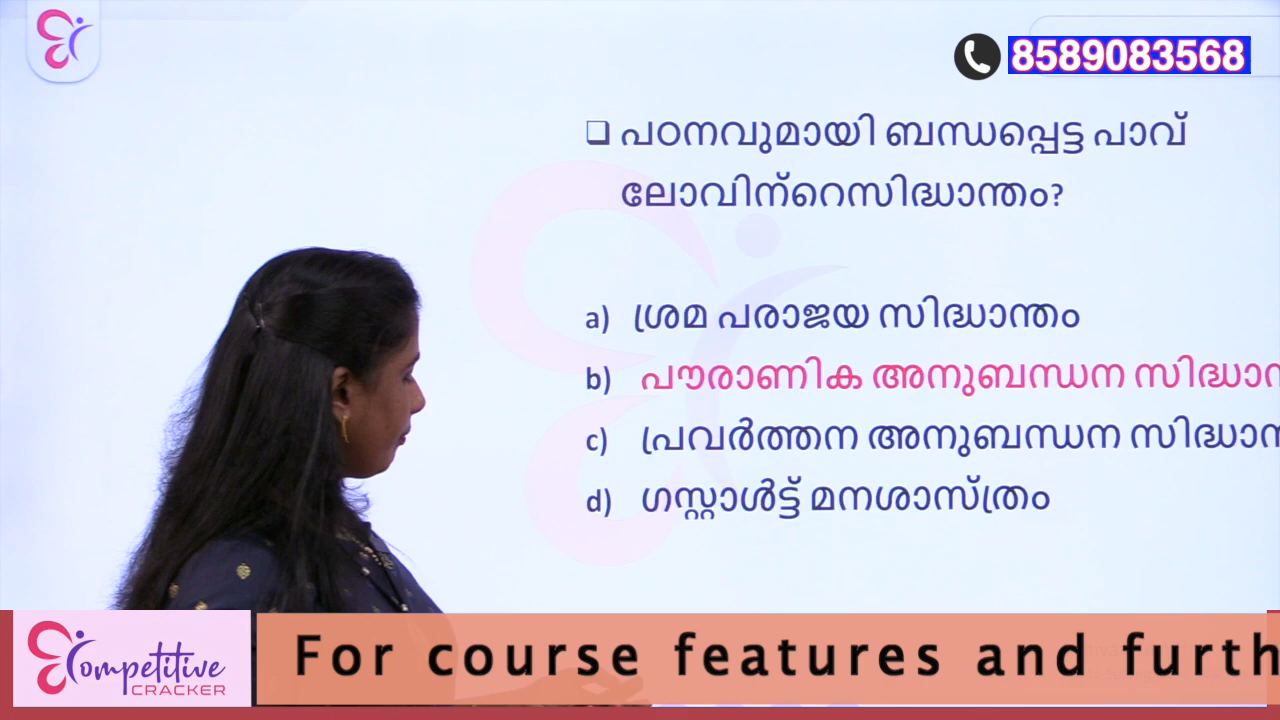 8589083568
❑ പഠനവുമായി ബന്ധപ്പെട്ട പാവ്
ലോവിന്റെസിദ്ധാന്തം?
a) ശ്രമ പരാജയ സിദ്ധാന്തം
b) പൗരാണിക അനുബന്ധന
c) പ്രവർത്തന അനുബന്ധന
d) ഗസ്റ്റാൾട്ട് മനശാസ്ത്രം
Competitive
CRACKER
For course features and